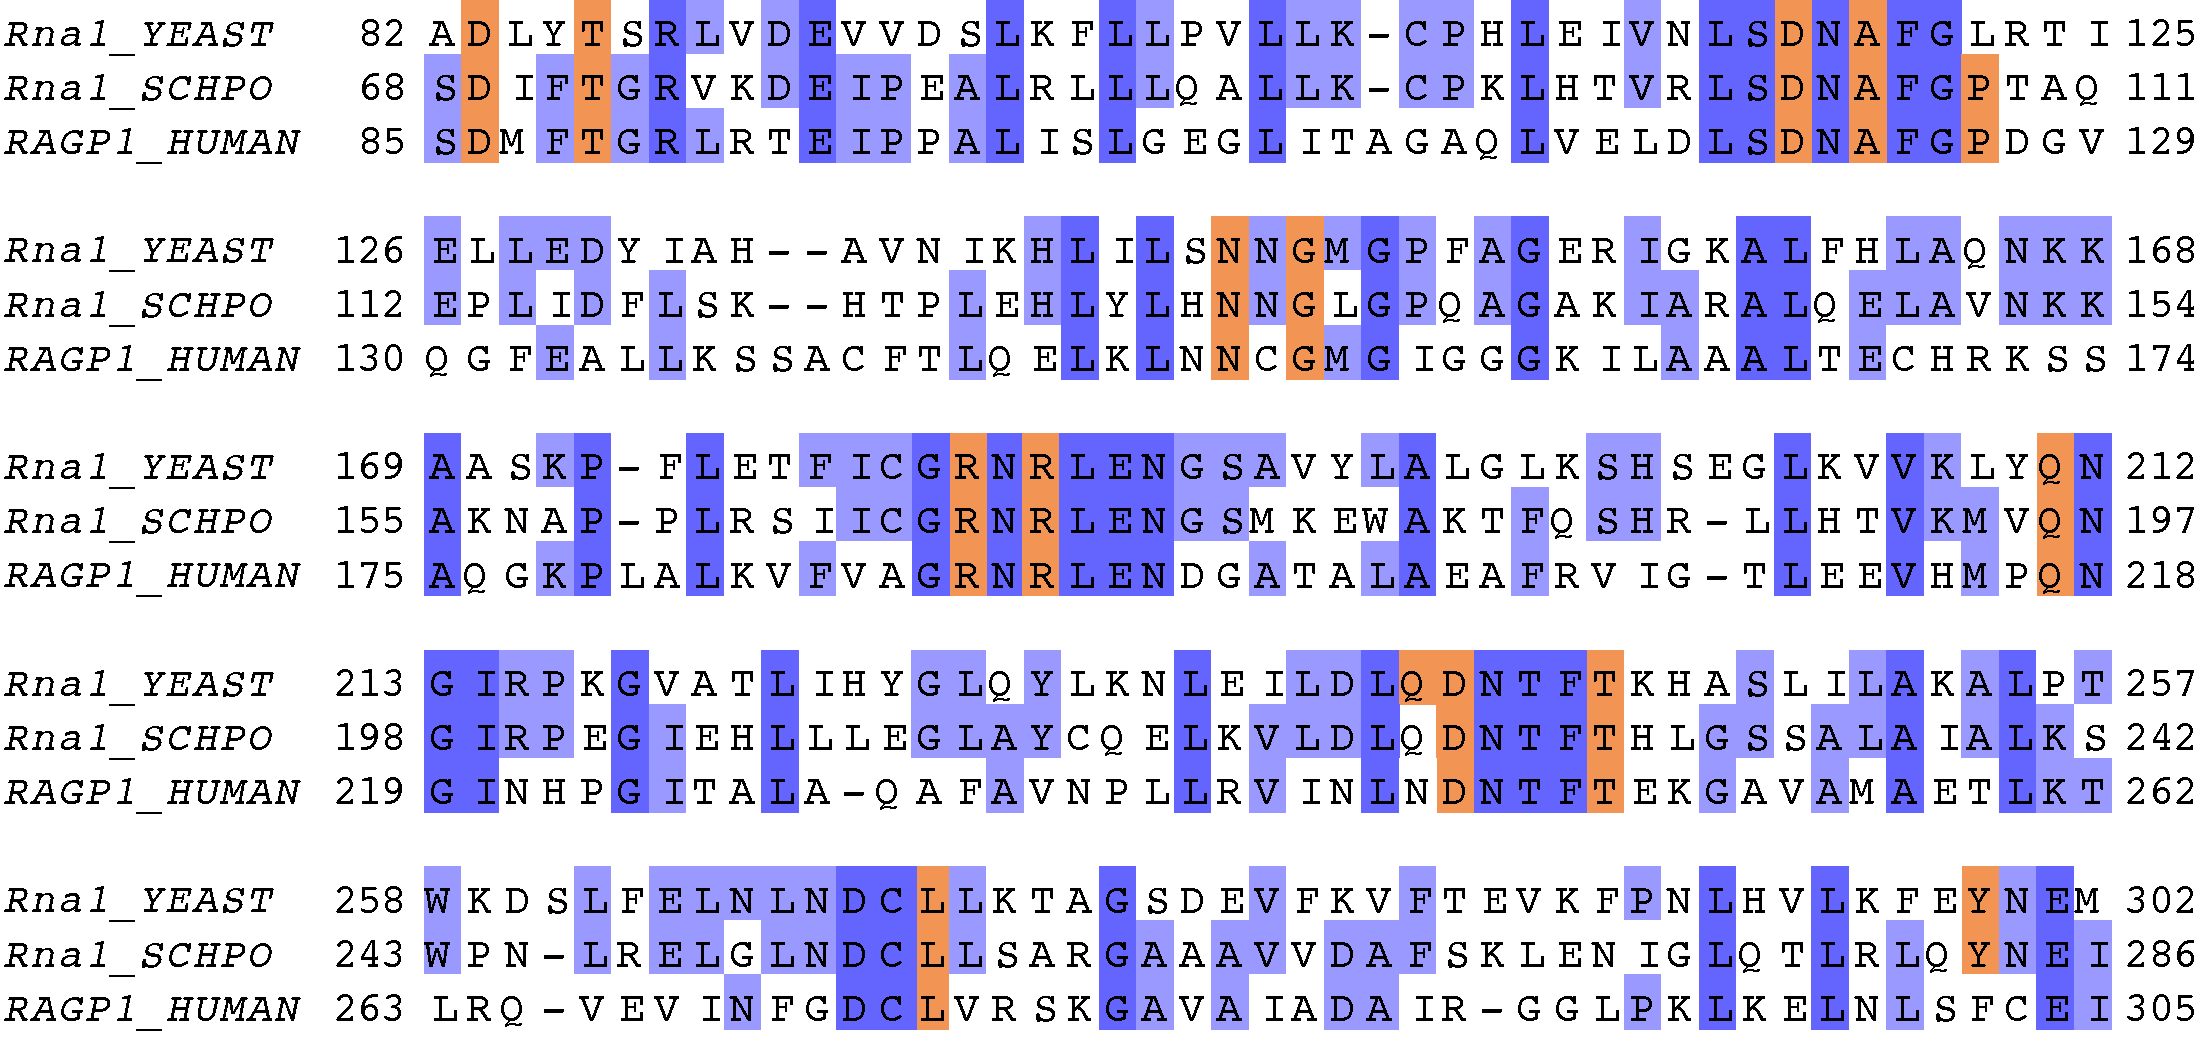 Rna1_YEAST 82 ADLYTSRLVDEVVDSLKFLLPVLLK-CPHLEIVNLSDNAFGLRTI 125
Rna1_SCHPO 68 SDIFTGRVKDEIPEALRLLLQALLK-CPKLHTVRLSDNAFGPTAQ 111
RAGP1_HUMAN 85 SDMFTGRLRTEIPPALISLGEGLITAGAQLVELDLSDNAFGPDGV 129
Rna1_YEAST 126 ELLEDYIAH--AVNIKHLILSNNGMGPFAGERIGKALFHLAQNKK 168
Rna1_SCHPO 112 EPLIDFLSK--HTPLEHLYLHNNGLGPQAGAKIARALQELAVNKK 154
RAGP1_HUMAN 130 QGFEALLKSSACFTLQELKLNNCGMGIGGGKILAAALTECHRKSS 174
Rna1_YEAST 169 AASKP-FLETFICGRNRLENGSAVYLALGLKSHSEGLKVVKLYQN 212
Rna1_SCHPO 155 AKNAP-PLRSIICGRNRLENGSMKEWAKTFQSHR-LLHTVKMVQN 197
RAGP1_HUMAN 175 AQGKPLALKVFVAGRNRLENDGATALAEAFRVIG-TLEEVHMPQN 218
Rna1_YEAST 213 GIRPKGVATLIHYGLQYLKNLEILDLQDNTFTKHASLILAKALPT 257
Rna1_SCHPO 198 GIRPEGIEHLLLEGLAYCQELKVLDLQDNTFTHLGSSALAIALKS 242
RAGP1_HUMAN 219 GINHPGITALA-QAFAVNPLLRVINLNDNTFTEKGAVAMAETLKT 262
Rna1_YEAST 258 WKDSLFELNLNDCLLKTAGSDEVFKVFTEVKFPNLHVLKFEYNEM 302
Rna1_SCHPO 243 WPN-LRELGLNDCLLSARGAAAVVDAFSKLENIGLQTLRLQYNEI 286
RAGP1_HUMAN 263 LRQ-VEVINFGDCLVRSKGAVAIADAIR-GGLPKLKELNLSFCEI 305